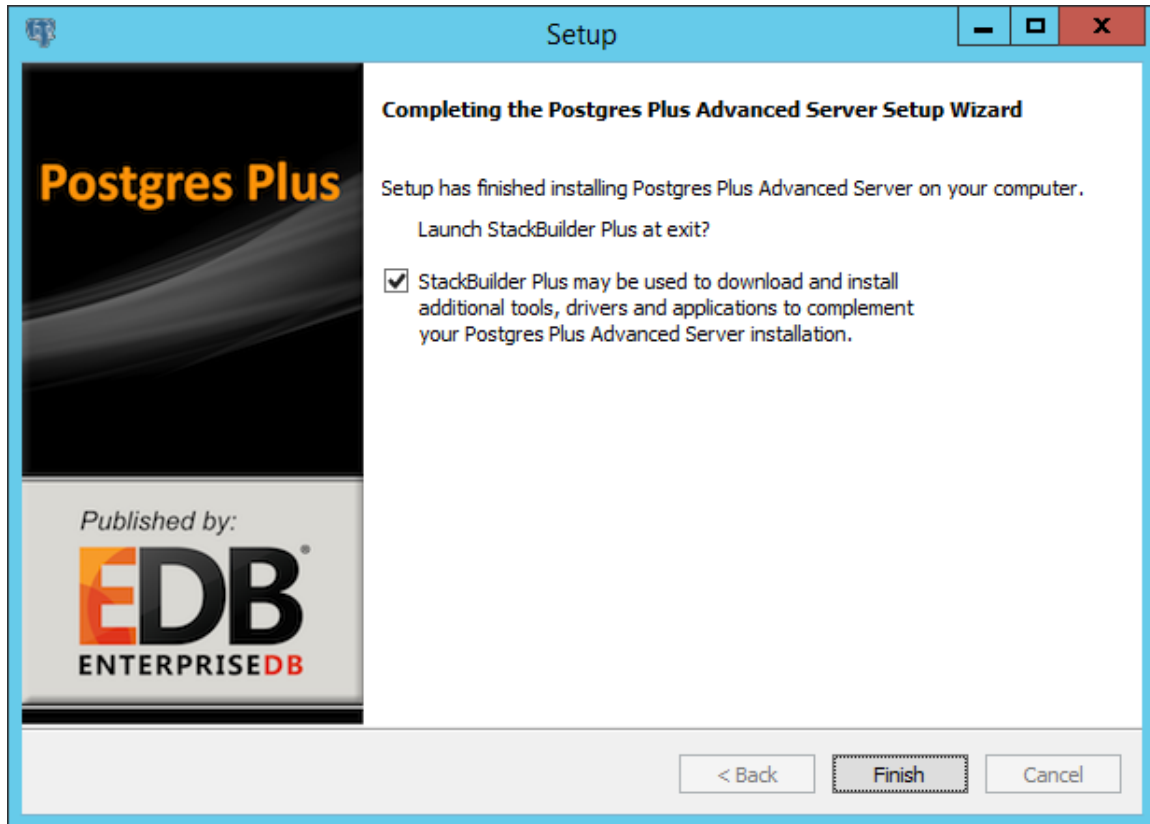 Setup
Completing the Postgres Plus Advanced Server Setup Wizard
Postgres Plus
Setup has finished installing Postgres Plus Advanced Server on your computer.
Launch StackBuilder Plus at exit?
StackBuilder Plus may be used to download and install
additional tools, drivers and applications to complement
your Postgres Plus Advanced Server installation.
Published by:
EDB®
ENTERPRISEDB
< Back
Finish
Cancel